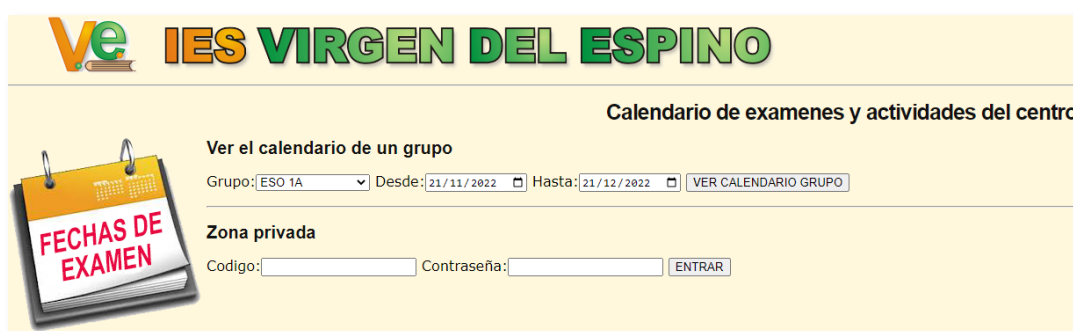 Ve IES VIRGEN DEL ESPINO
Calendario de examenes y actividades del centro
Ver el calendario de un grupo
Grupo: ESO 1A Desde: 21/11/2022 Hasta: 21/12/2022 VER CALENDARIO GRUPO
FECHAS DE
EXAMEN
Zona privada
Codigo: Contraseña: ENTRAR